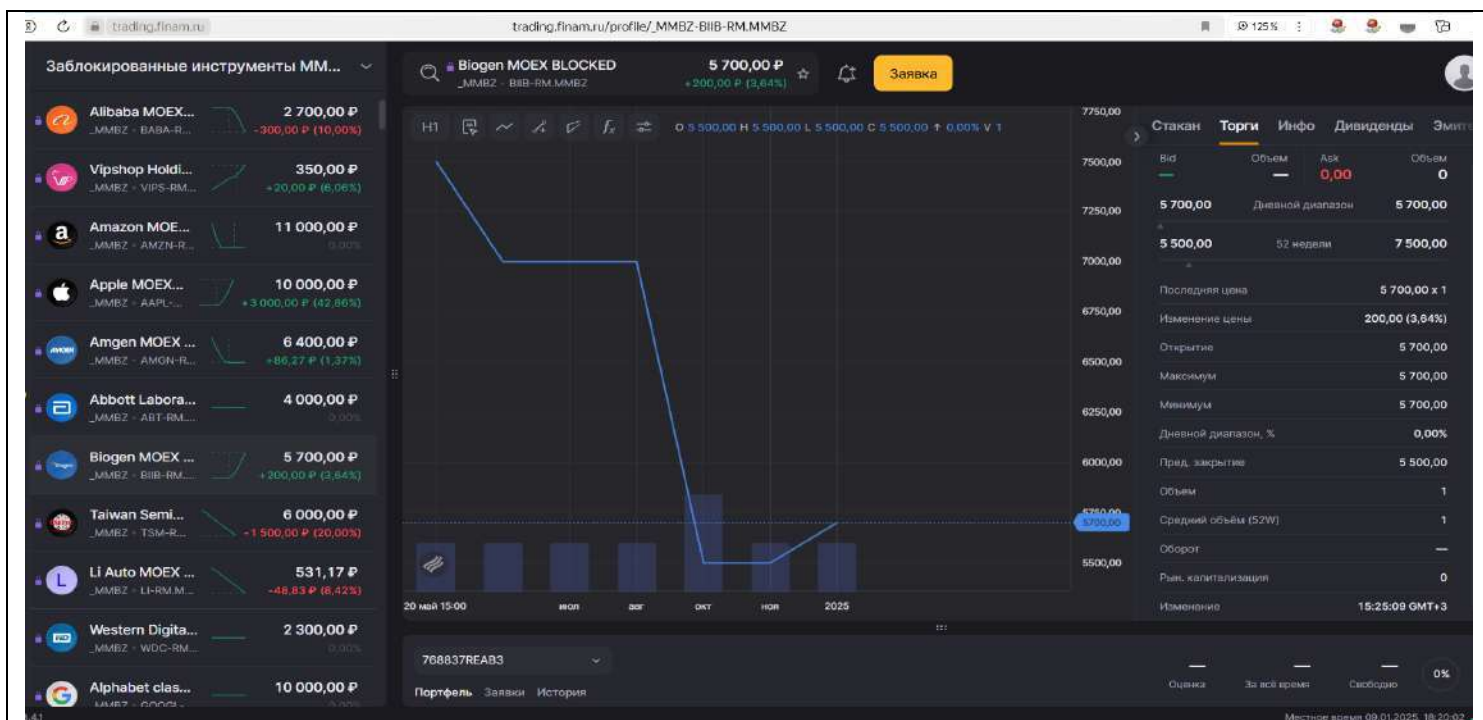 trading.finam.ru
trading.finam.ru/profile/_MMBZ-BIIB-RM.MMBZ
125%
Заблокированные инструменты ММ...
Alibaba MOEX...
2 700,00 ₽
_MMBZ - BABA-R...
-300,00 ₽ (10,00%)
Vipshop Holdi...
350,00 ₽
_MMBZ - VIPS-RM...
+20,00 ₽ (6,06%)
Amazon MOE...
11 000,00 ₽
_MMBZ - AMZN-R...
0,00%
Apple MOEX...
10 000,00 ₽
_MMBZ - AAPL-...
+3 000,00 ₽ (42,86%)
Amgen MOEX ...
6 400,00 ₽
_MMBZ - AMGN-R...
+86,27 ₽ (1,37%)
Abbott Labora...
4 000,00 ₽
_MMBZ - ABT-RM....
0,00%
Biogen MOEX ...
5 700,00 ₽
_MMBZ - BIIB-RM....
+200,00 ₽ (3,64%)
Taiwan Semi...
6 000,00 ₽
_MMBZ - TSM-R...
-1 500,00 ₽ (20,00%)
Li Auto MOEX ...
531,17 ₽
_MMBZ - LI-RM.M...
-48,83 ₽ (8,42%)
Western Digita...
2 300,00 ₽
_MMBZ - WDC-RM...
0,00%
Alphabet clas...
10 000,00 ₽
Biogen MOEX BLOCKED
5 700,00 ₽
_MMBZ - BIIB-RM.MMBZ
+200,00 ₽ (3,64%)
Заявка
H1
O 5 500,00 H 5 500,00 L 5 500,00 C 5 500,00 ↑ 0,00% V 1
7750,00
7500,00
7250,00
7000,00
6750,00
6500,00
6250,00
6000,00
5750,00
5700,00
5500,00
20 май 15:00
июл
авг
окт
ноя
2025
Стакан Торги Инфо Дивиденды Эмит
Bid Объем Ask Объем
— — 0,00 0
5 700,00 Дневной диапазон 5 700,00
5 500,00 52 недели 7 500,00
Последняя цена 5 700,00 x 1
Изменение цены 200,00 (3,64%)
Открытие 5 700,00
Максимум 5 700,00
Минимум 5 700,00
Дневной диапазон, % 0,00%
Пред. закрытие 5 500,00
Объем 1
Средний объём (52W) 1
Оборот —
Рын. капитализация 0
Изменение 15:25:09 GMT+3
768837REAB3
Портфель Заявки История
— — —
Оценка За всё время Свободно
0%
Местное время 09.01.2025, 18:20:02